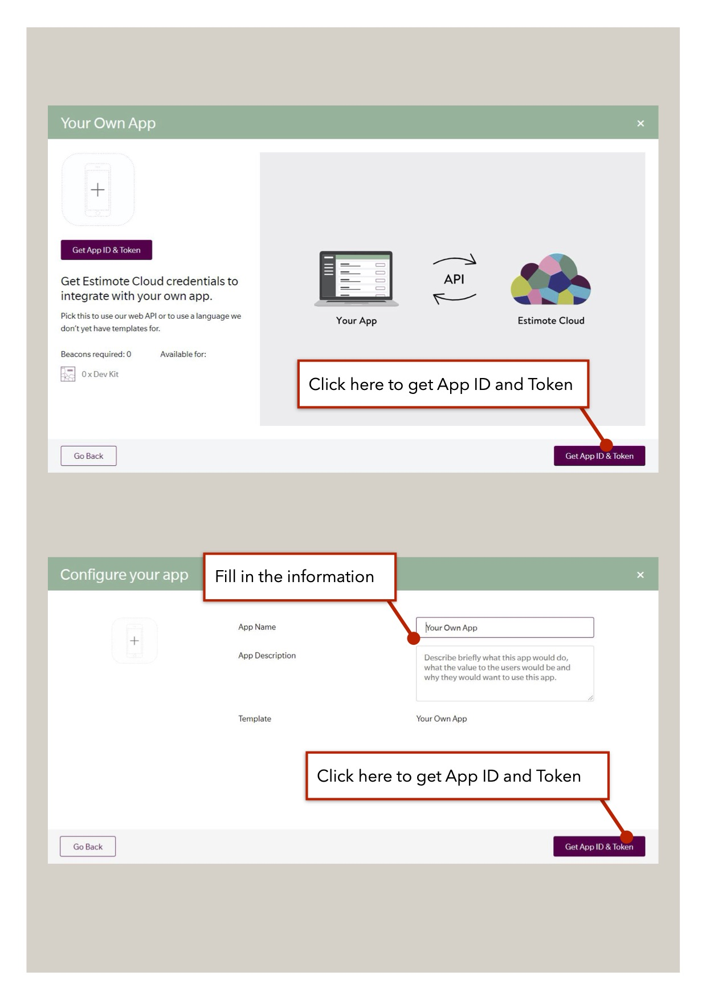 Your Own App
×
Get App ID & Token
Get Estimote Cloud credentials to
integrate with your own app.
Pick this to use our web API or to use a language we
don't yet have templates for.
Beacons required: 0 Available for:
0 x Dev Kit
API
Your App
Estimote Cloud
Click here to get App ID and Token
Go Back
Get App ID & Token
Configure your app
Fill in the information
×
App Name
Your Own App
App Description
Describe briefly what this app would do,
what the value to the users would be and
why they would want to use this app.
Template
Your Own App
Click here to get App ID and Token
Go Back
Get App ID & Token